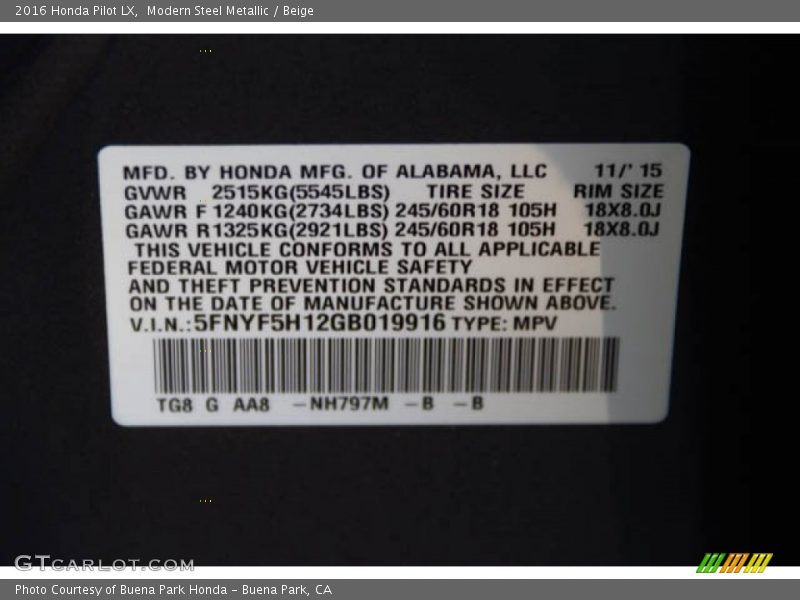 2016 Honda Pilot LX,  Modern Steel Metallic / Beige
MFD. BY HONDA MFG. OF ALABAMA, LLC 11/' 15
GVWR 2515KG(5545LBS) TIRE SIZE RIM SIZE
GAWR F 1240KG(2734LBS) 245/60R18 105H 18X8.0J
GAWR R1325KG(2921LBS) 245/60R18 105H 18X8.0J
THIS VEHICLE CONFORMS TO ALL APPLICABLE
FEDERAL MOTOR VEHICLE SAFETY
AND THEFT PREVENTION STANDARDS IN EFFECT
ON THE DATE OF MANUFACTURE SHOWN ABOVE.
V.I.N.:5FNYF5H12GB019916 TYPE: MPV
TG8 G AA8 –NH797M –B –B
GTCARLOT.COM
Photo Courtesy of Buena Park Honda – Buena Park, CA